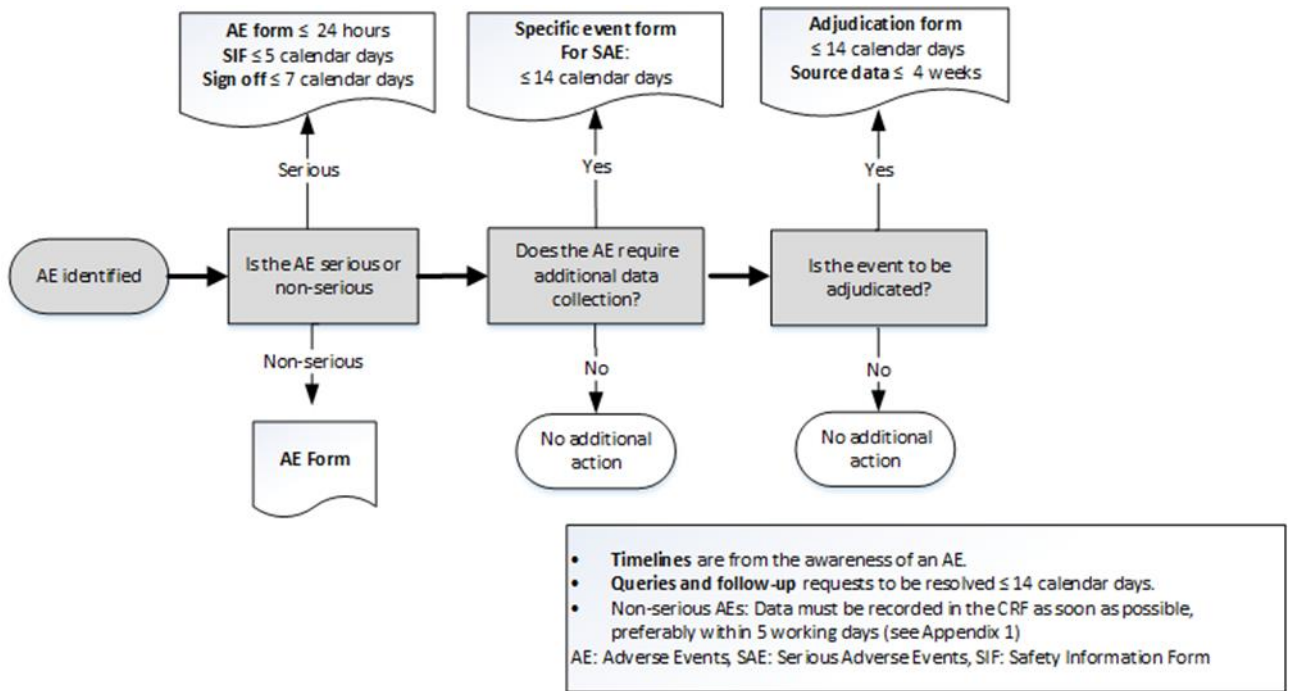 AE form ≤ 24 hours
SIF ≤ 5 calendar days
Sign off ≤ 7 calendar days
Specific event form
For SAE:
≤ 14 calendar days
Adjudication form
≤ 14 calendar days
Source data ≤ 4 weeks
Serious
Yes
Yes
AE identified
Is the AE serious or
non-serious
Does the AE require
additional data
collection?
Is the event to be
adjudicated?
Non-serious
No
No
AE Form
No additional
action
No additional
action
• Timelines are from the awareness of an AE.
• Queries and follow-up requests to be resolved ≤ 14 calendar days.
• Non-serious AEs: Data must be recorded in the CRF as soon as possible,
preferably within 5 working days (see Appendix 1)
AE: Adverse Events, SAE: Serious Adverse Events, SIF: Safety Information Form